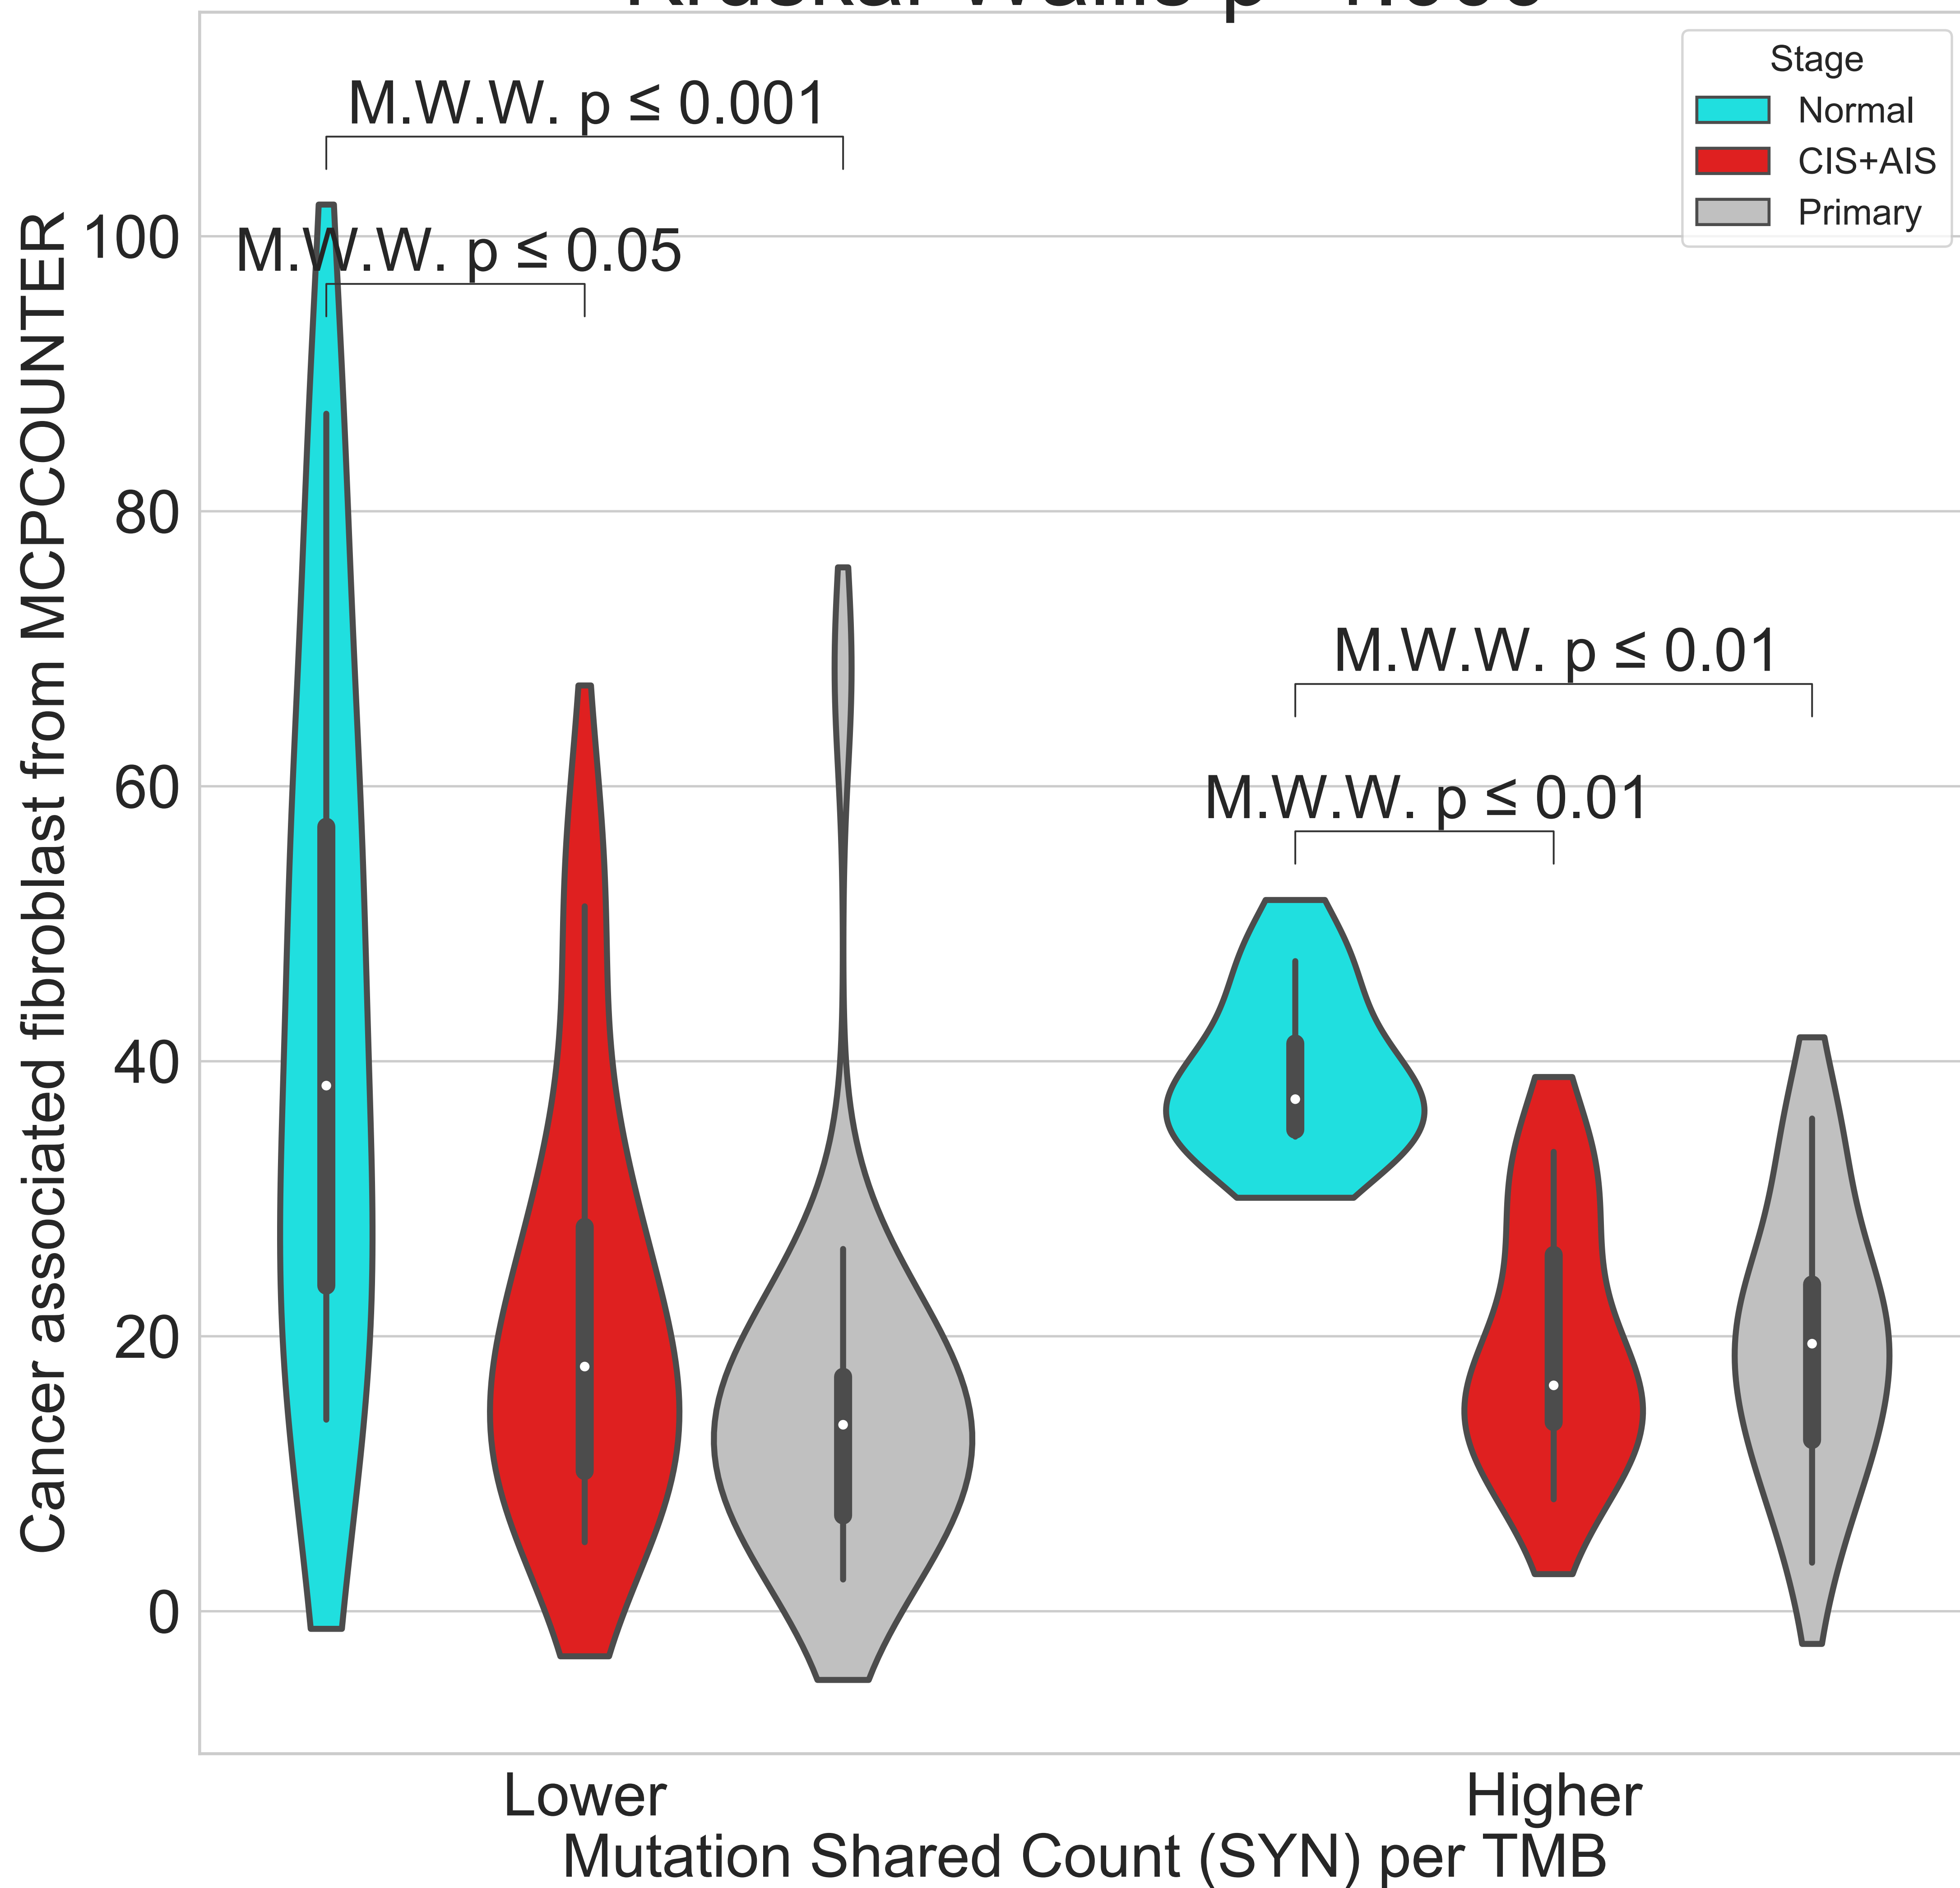 M.W.W. p ≤ 0.001
M.W.W. p ≤ 0.05
M.W.W. p ≤ 0.01
M.W.W. p ≤ 0.01
Stage
Normal
CIS+AIS
Primary
Cancer associated fibroblast from MCPCOUNTER
100
80
60
40
20
0
Lower
Higher
Mutation Shared Count (SYN) per TMB